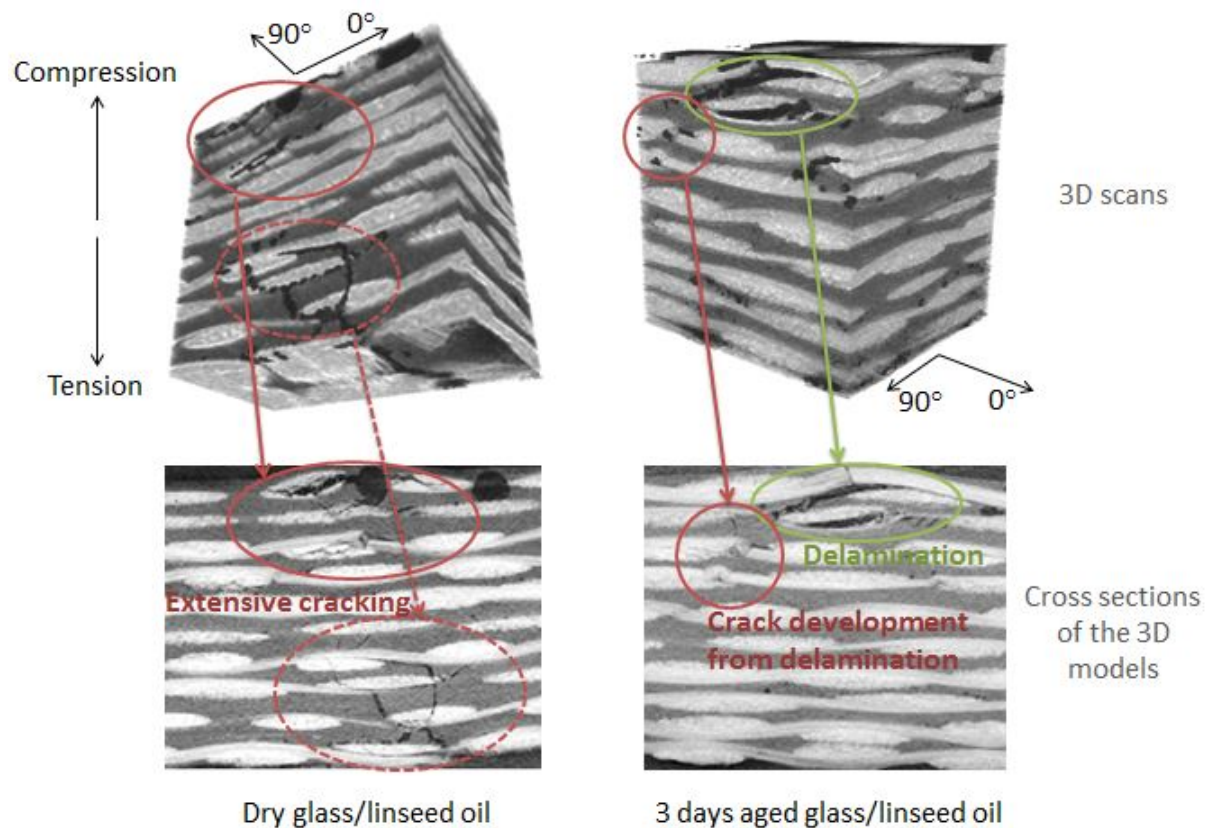 90° 0°
Compression
Tension
3D scans
90° 0°
Extensive cracking
Delamination
Crack development
from delamination
Cross sections
of the 3D
models
Dry glass/linseed oil
3 days aged glass/linseed oil